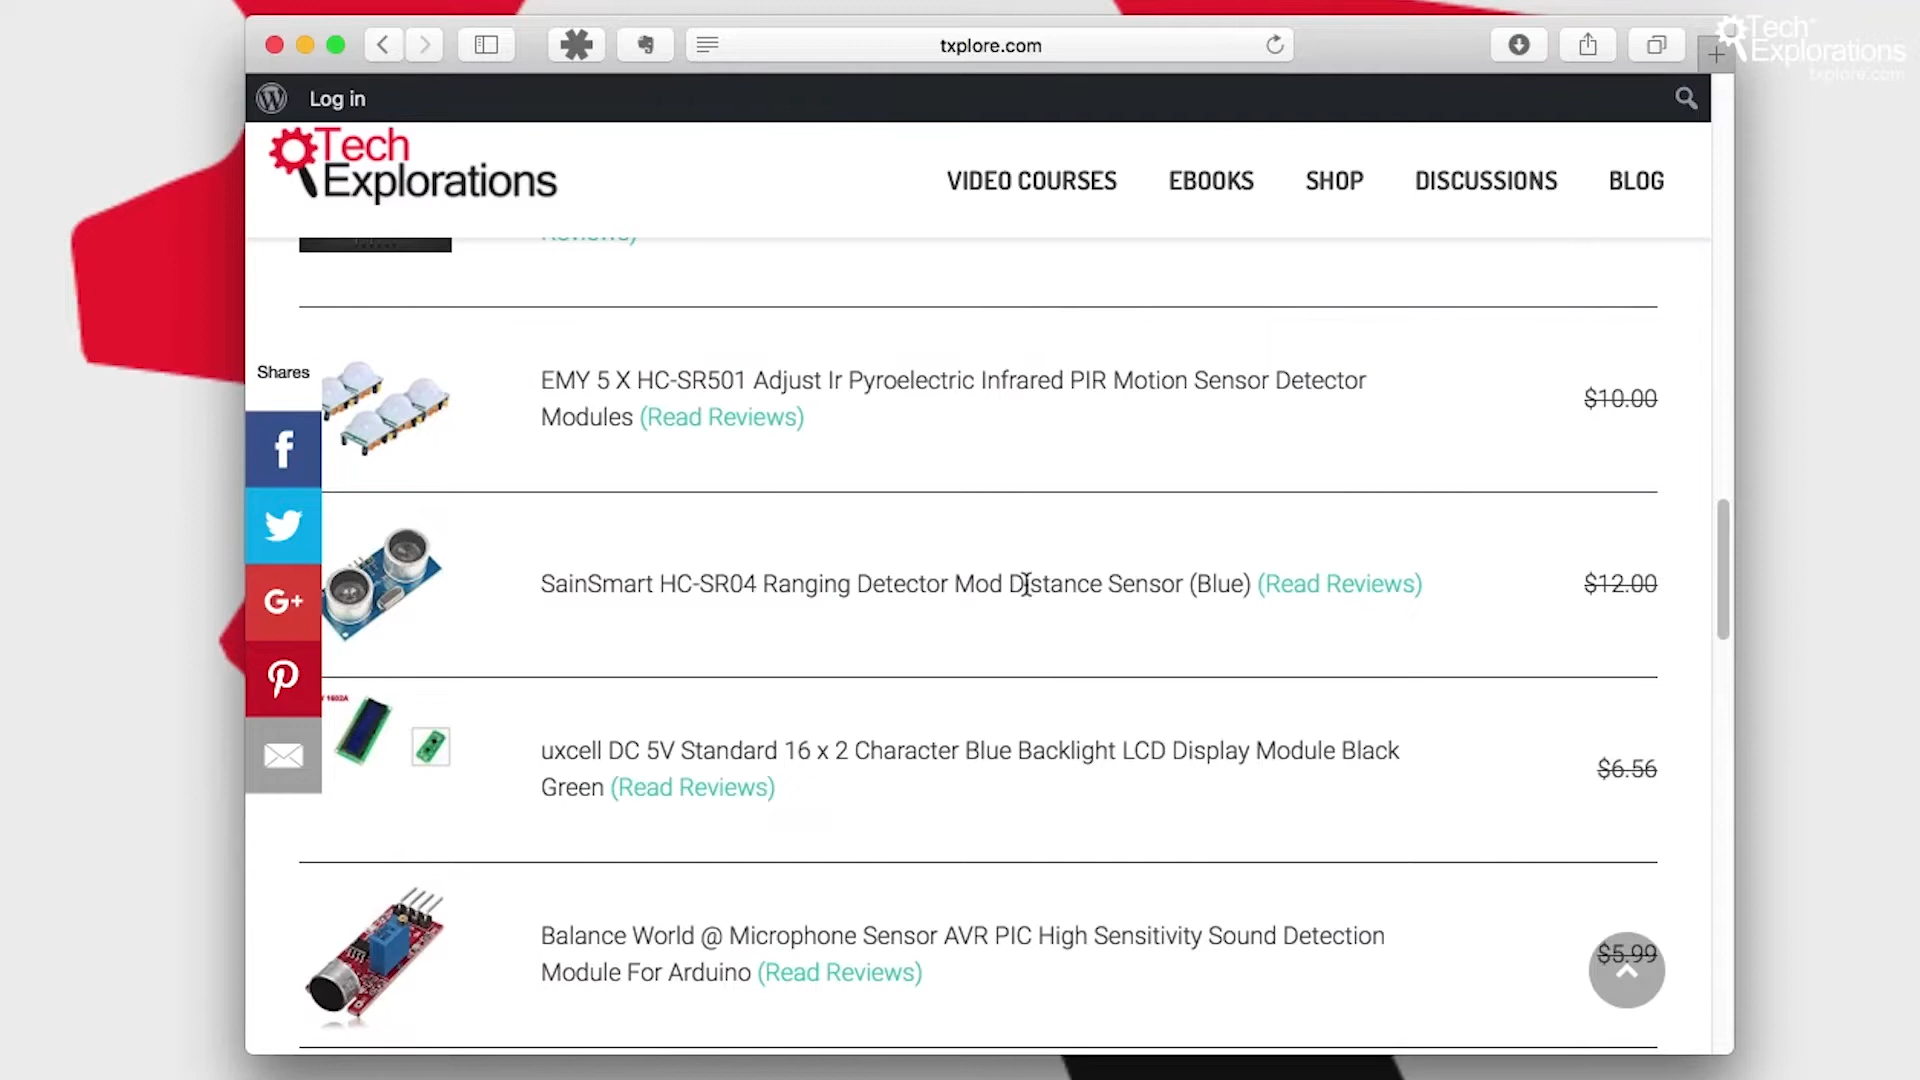 txplore.com
Tech
Explorations
txplore.com
Log in
Tech
Explorations
VIDEO COURSES
EBOOKS
SHOP
DISCUSSIONS
BLOG
Reviews)
Shares
EMY 5 X HC-SR501 Adjust Ir Pyroelectric Infrared PIR Motion Sensor Detector
Modules (Read Reviews)
$10.00
SainSmart HC-SR04 Ranging Detector Mod Distance Sensor (Blue) (Read Reviews)
$12.00
1602A
uxcell DC 5V Standard 16 x 2 Character Blue Backlight LCD Display Module Black
Green (Read Reviews)
$6.56
Balance World @ Microphone Sensor AVR PIC High Sensitivity Sound Detection
Module For Arduino (Read Reviews)
$5.99